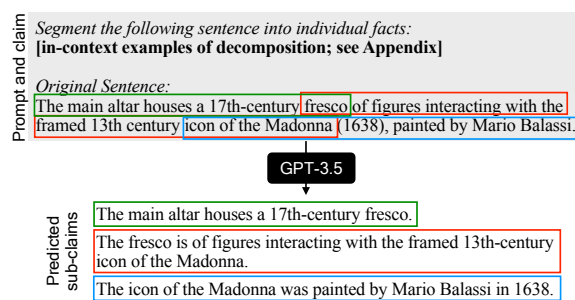 Prompt and claim
Segment the following sentence into individual facts:
[in-context examples of decomposition; see Appendix]
Original Sentence:
The main altar houses a 17th-century fresco of figures interacting with the
framed 13th century icon of the Madonna (1638), painted by Mario Balassi.
GPT-3.5
Predicted
sub-claims
The main altar houses a 17th-century fresco.
The fresco is of figures interacting with the framed 13th-century
icon of the Madonna.
The icon of the Madonna was painted by Mario Balassi in 1638.